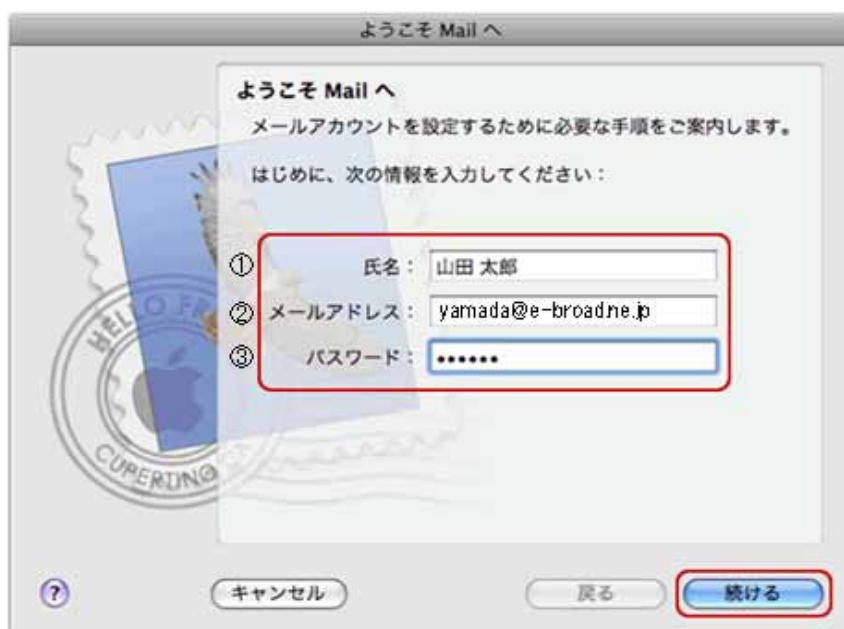 ようこそ Mail へ
ようこそ Mail へ
メールアカウントを設定するために必要な手順をご案内します。
はじめに、次の情報を入力してください：
① 氏名： 山田 太郎
② メールアドレス： yamada@e-broad.ne.jp
③ パスワード： ••••••
HELLO FR
CUPERTINO CA
? キャンセル 戻る 続ける